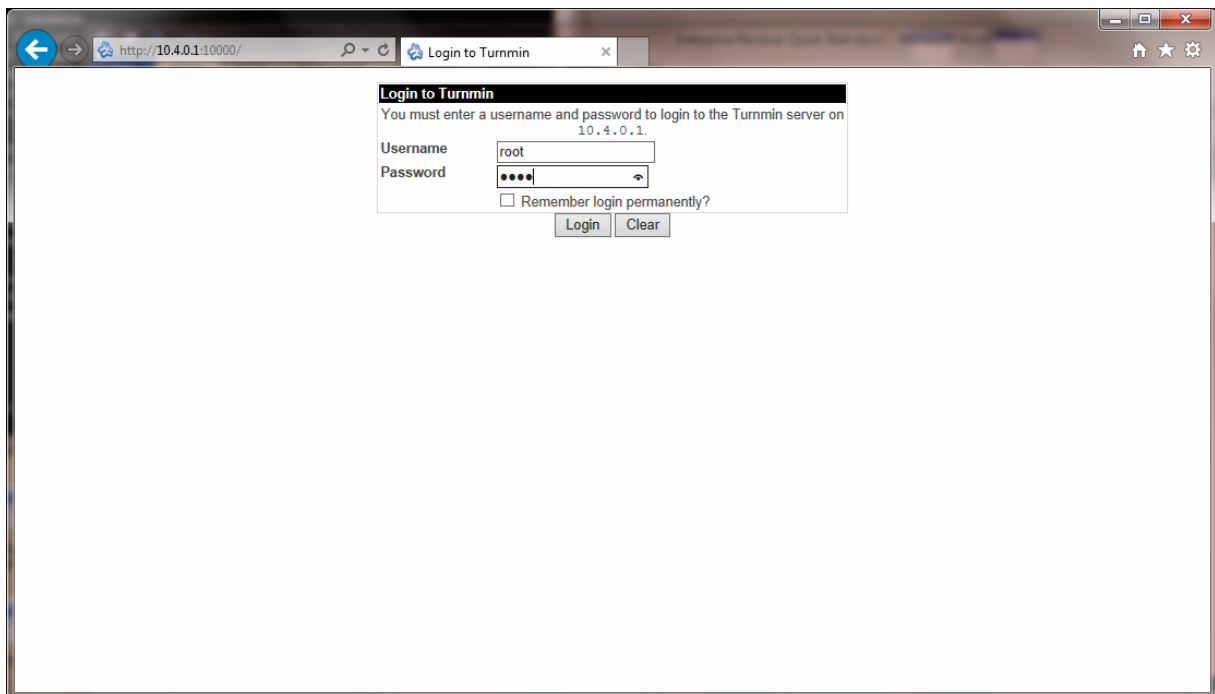 http://10.4.0.1:10000/
Login to Turnmin
Login to Turnmin
You must enter a username and password to login to the Turnmin server on
10.4.0.1.
Username
root
Password
Remember login permanently?
Login Clear